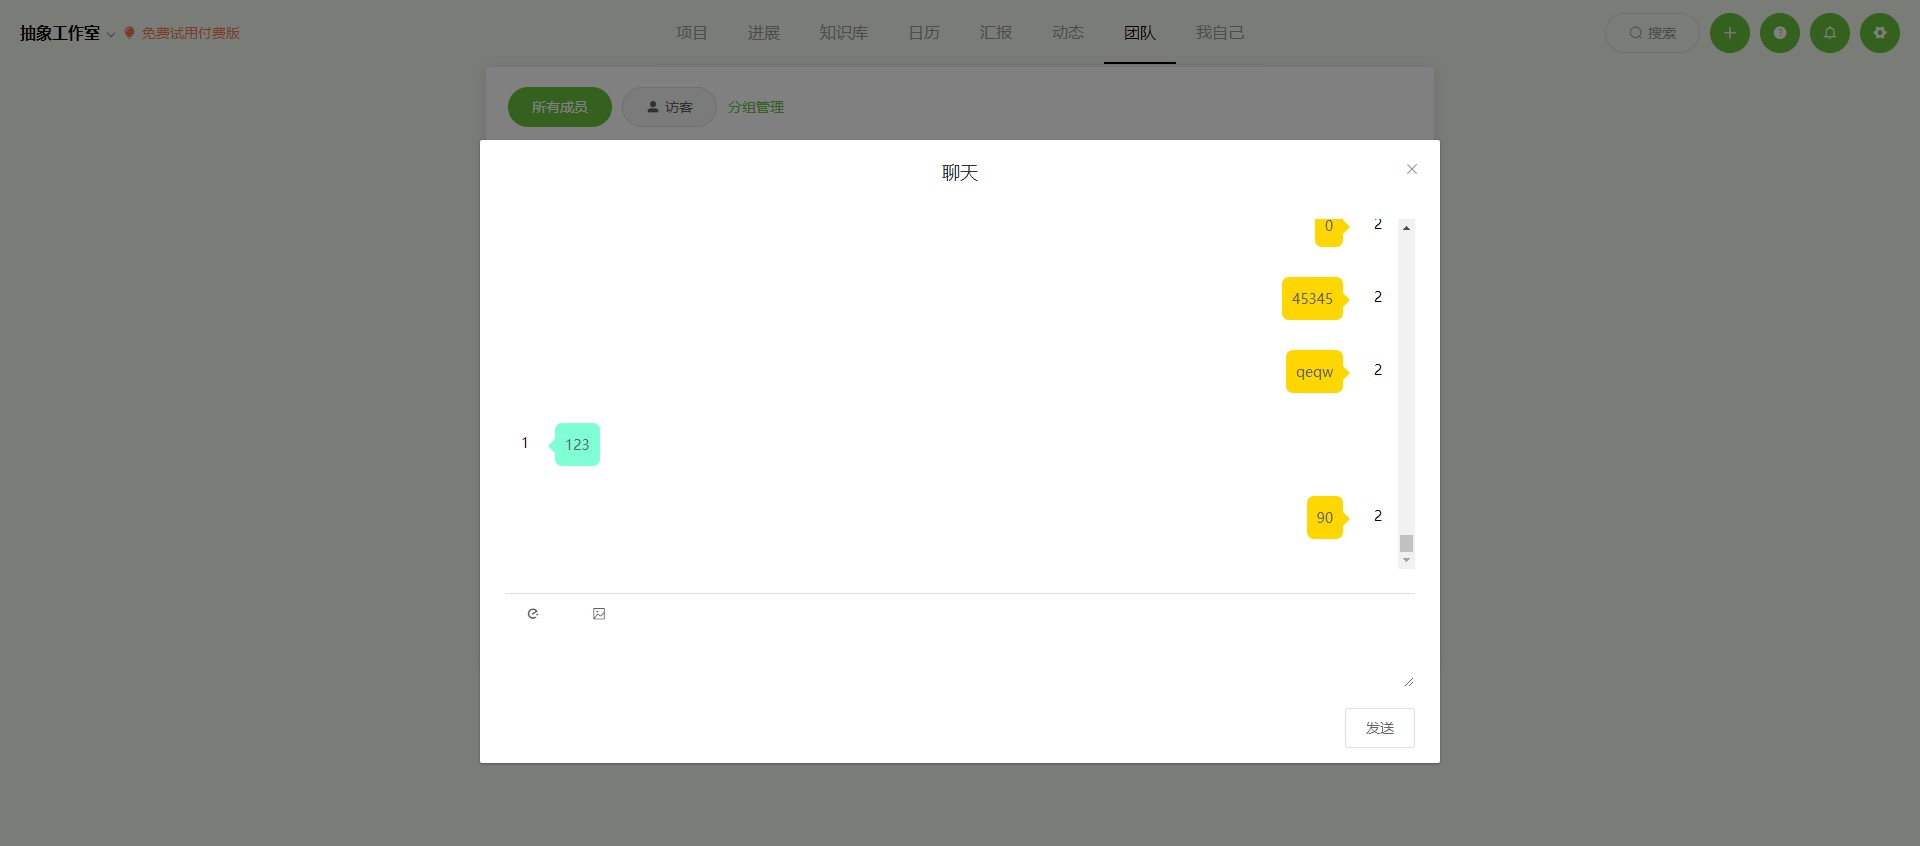 抽象工作室 免费试用付费版 项目 进展 知识库 日历 汇报 动态 团队 我自己 搜索
所有成员 访客 分组管理
聊天
0 2
45345 2
qeqw 2
1 123
90 2
发送